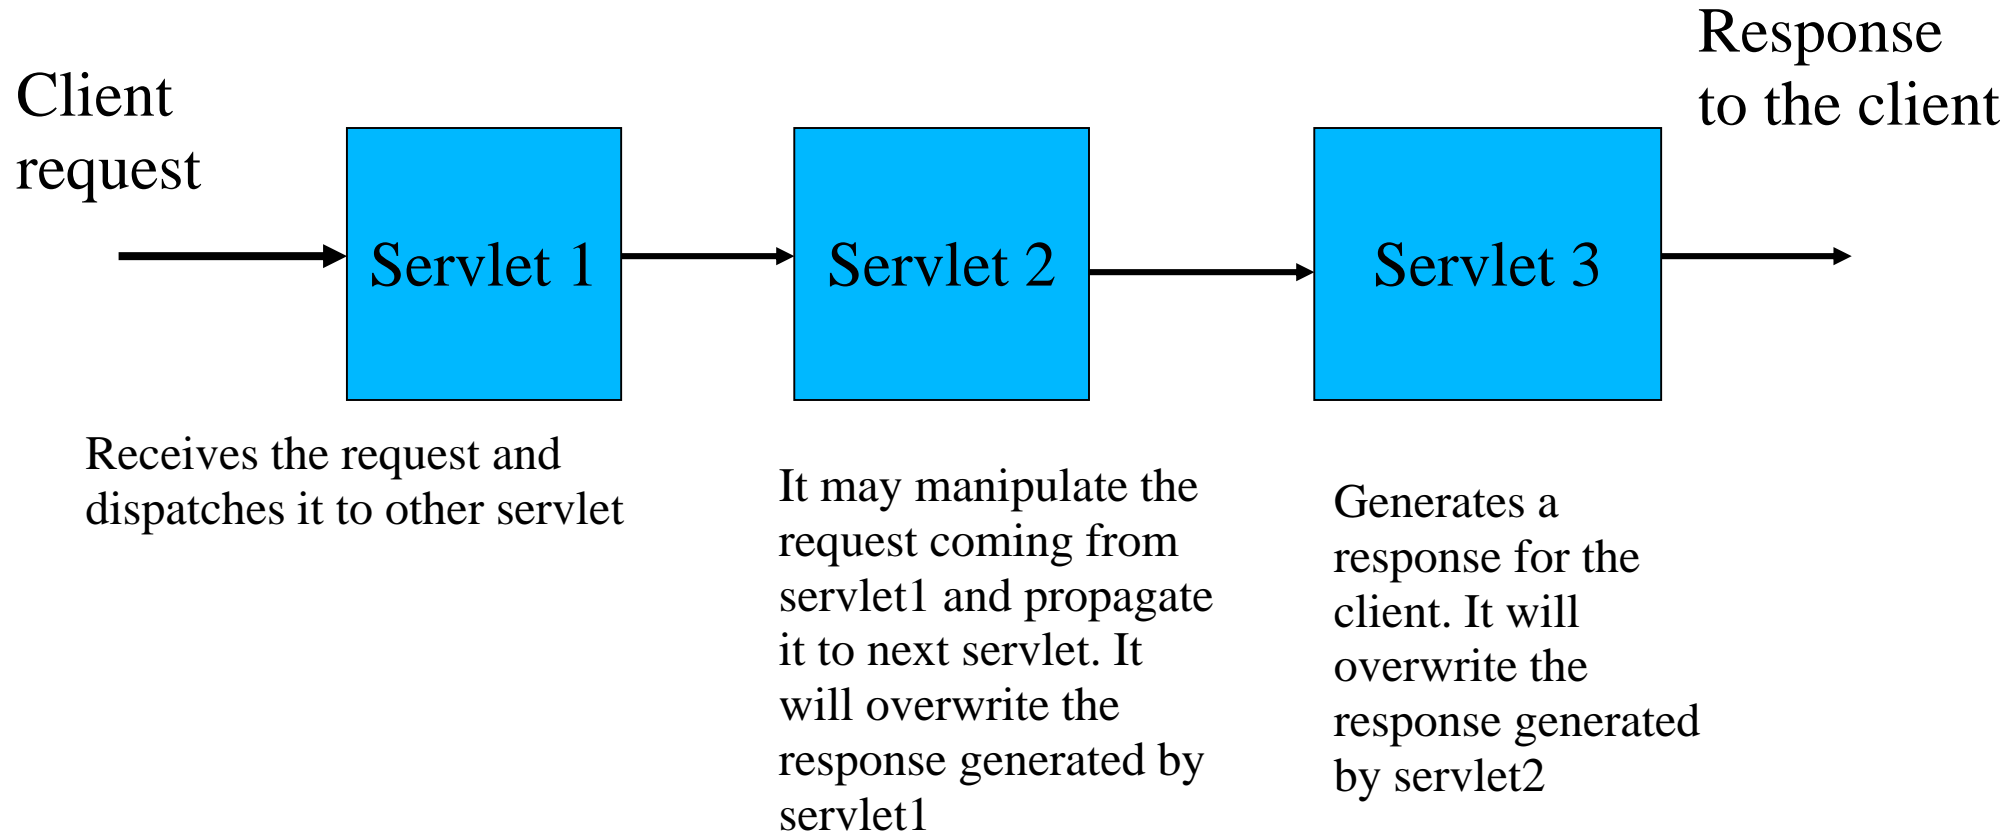 Client
request
Response
to the client
Servlet 1
Servlet 2
Servlet 3
Receives the request and
dispatches it to other servlet
It may manipulate the
request coming from
servlet1 and propagate
it to next servlet. It
will overwrite the
response generated by
servlet1
Generates a
response for the
client. It will
overwrite the
response generated
by servlet2